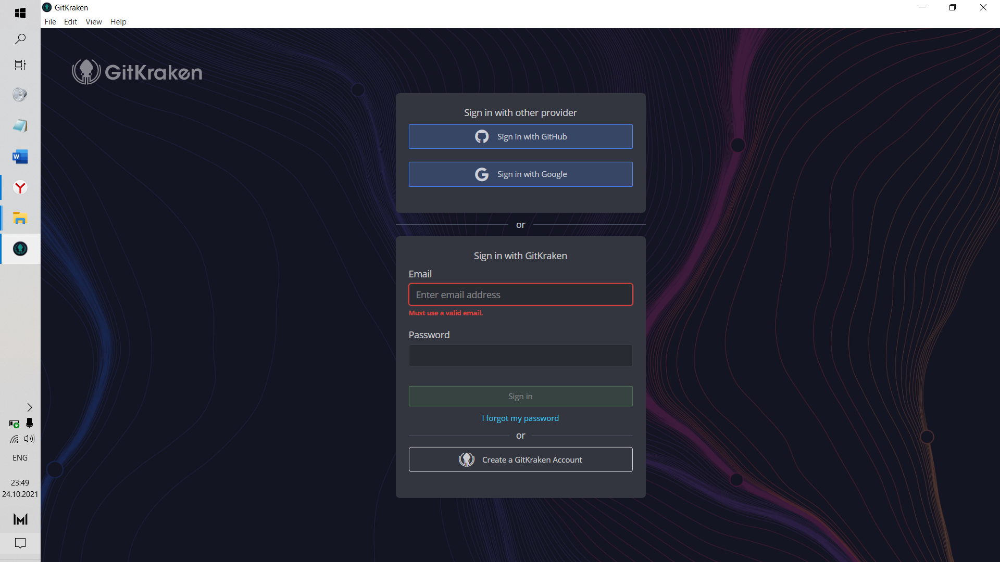 GitKraken
File Edit View Help
GitKraken
Sign in with other provider
Sign in with GitHub
Sign in with Google
or
Sign in with GitKraken
Email
Enter email address
Must use a valid email.
Password
Sign in
I forgot my password
or
Create a GitKraken Account
ENG
23:49
24.10.2021